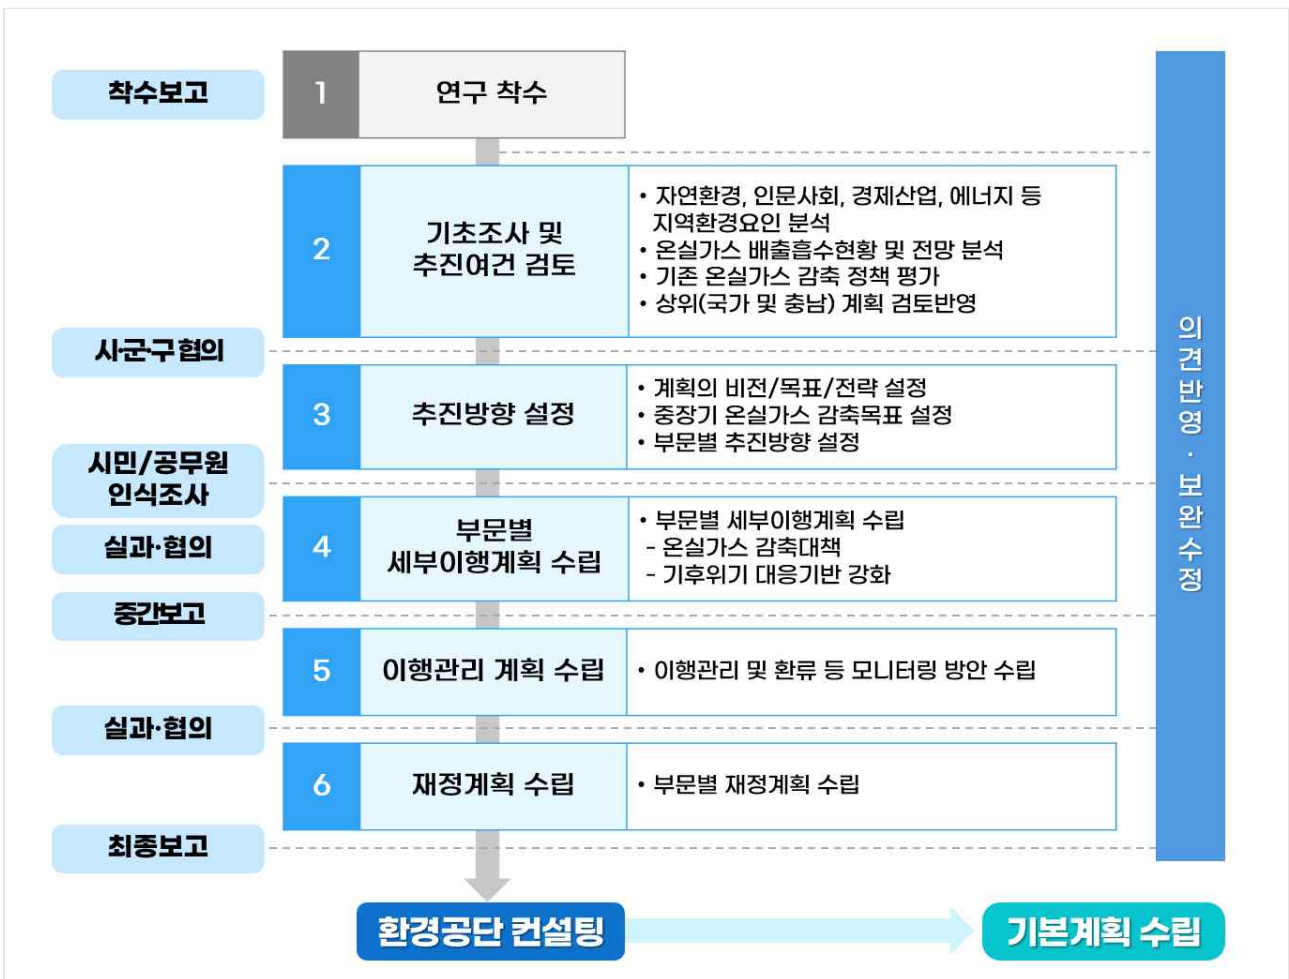 착수보고
1
연구 착수
2
기초조사 및
추진여건 검토
• 자연환경, 인문사회, 경제산업, 에너지 등
지역환경요인 분석
• 온실가스 배출흡수현황 및 전망 분석
• 기존 온실가스 감축 정책 평가
• 상위(국가 및 충남) 계획 검토반영
시·군·구 협의
3
추진방향 설정
• 계획의 비전/목표/전략 설정
• 중장기 온실가스 감축목표 설정
• 부문별 추진방향 설정
시민/공무원
인식조사
실과·협의
4
부문별
세부이행계획 수립
• 부문별 세부이행계획 수립
- 온실가스 감축대책
- 기후위기 대응기반 강화
중간보고
5
이행관리 계획 수립
• 이행관리 및 환류 등 모니터링 방안 수립
실과·협의
6
재정계획 수립
• 부문별 재정계획 수립
최종보고
의견반영·보완수정
환경공단 컨설팅
기본계획 수립